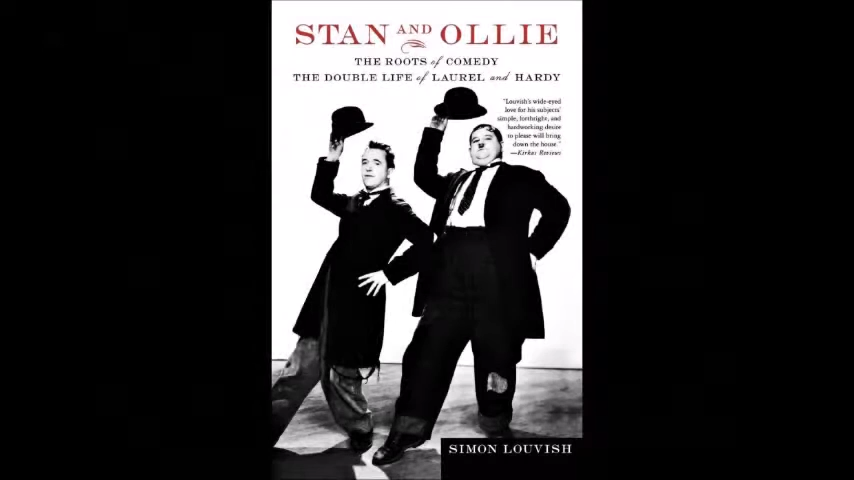 STAN AND OLLIE
THE ROOTS of COMEDY
THE DOUBLE LIFE of LAUREL and HARDY
"Louvish's wide-eyed
love for his subjects'
simple, forthright, and
hardworking desire
to please will bring
down the house."
—Kirkus Reviews
SIMON LOUVISH